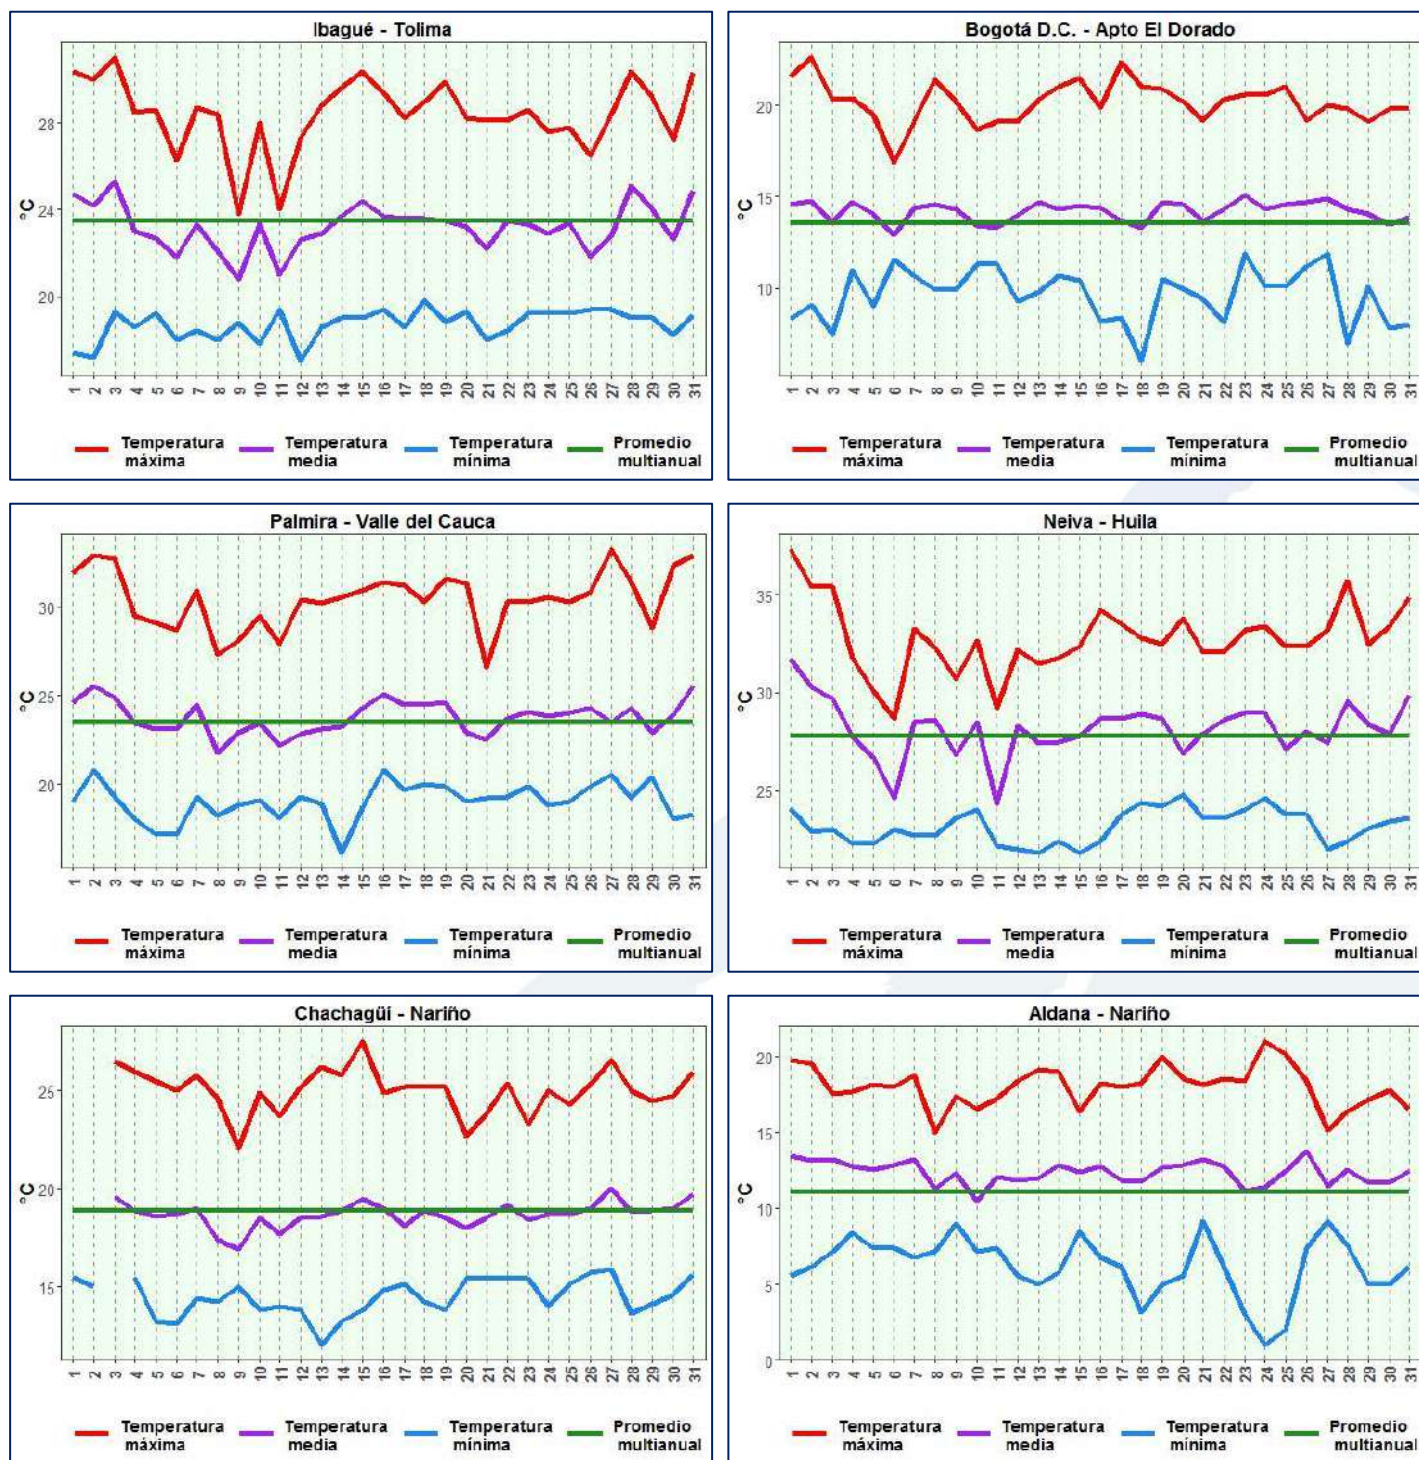 Ibagué - Tolima
°C
28
24
20
1 2 3 4 5 6 7 8 9 10 11 12 13 14 15 16 17 18 19 20 21 22 23 24 25 26 27 28 29 30 31
Temperatura máxima
Temperatura media
Temperatura mínima
Promedio multianual
Bogotá D.C. - Apto El Dorado
°C
20
15
10
1 2 3 4 5 6 7 8 9 10 11 12 13 14 15 16 17 18 19 20 21 22 23 24 25 26 27 28 29 30 31
Temperatura máxima
Temperatura media
Temperatura mínima
Promedio multianual
Palmira - Valle del Cauca
°C
30
25
20
1 2 3 4 5 6 7 8 9 10 11 12 13 14 15 16 17 18 19 20 21 22 23 24 25 26 27 28 29 30 31
Temperatura máxima
Temperatura media
Temperatura mínima
Promedio multianual
Neiva - Huila
°C
35
30
25
1 2 3 4 5 6 7 8 9 10 11 12 13 14 15 16 17 18 19 20 21 22 23 24 25 26 27 28 29 30 31
Temperatura máxima
Temperatura media
Temperatura mínima
Promedio multianual
Chachagüi - Nariño
°C
25
20
15
1 2 3 4 5 6 7 8 9 10 11 12 13 14 15 16 17 18 19 20 21 22 23 24 25 26 27 28 29 30 31
Temperatura máxima
Temperatura media
Temperatura mínima
Promedio multianual
Aldana - Nariño
°C
20
15
10
5
0
1 2 3 4 5 6 7 8 9 10 11 12 13 14 15 16 17 18 19 20 21 22 23 24 25 26 27 28 29 30 31
Temperatura máxima
Temperatura media
Temperatura mínima
Promedio multianual